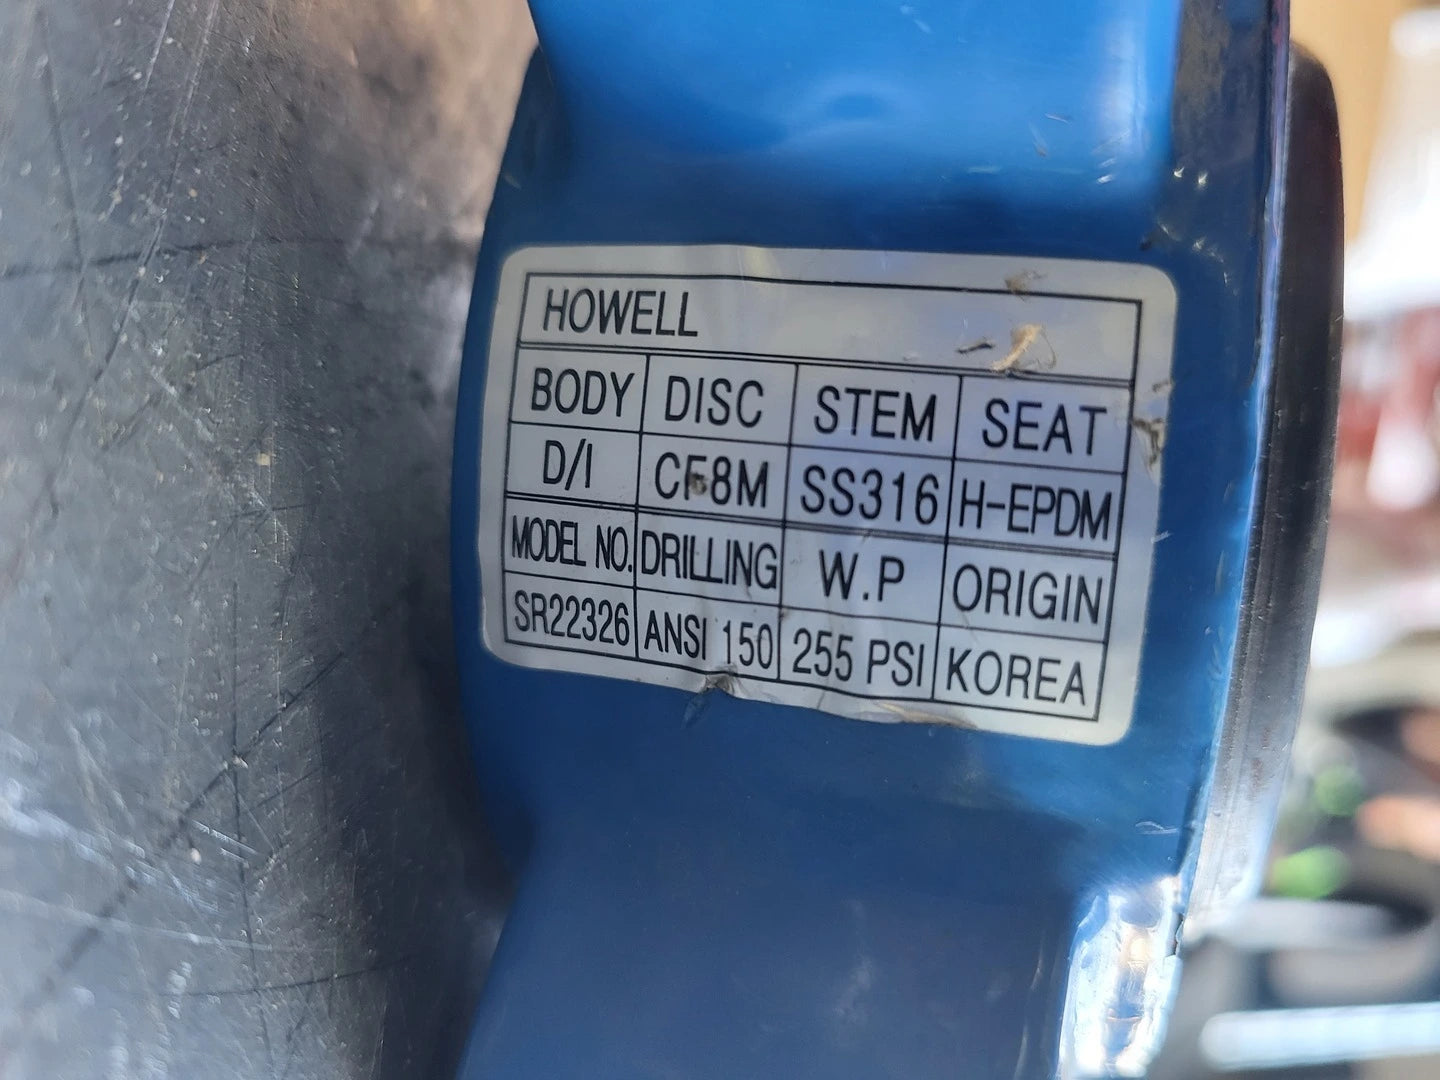 HOWELL
BODY DISC STEM SEAT
D/I CF8M SS316 H-EPDM
MODEL NO. DRILLING W.P ORIGIN
SR22326 ANSI 150 255 PSI KOREA